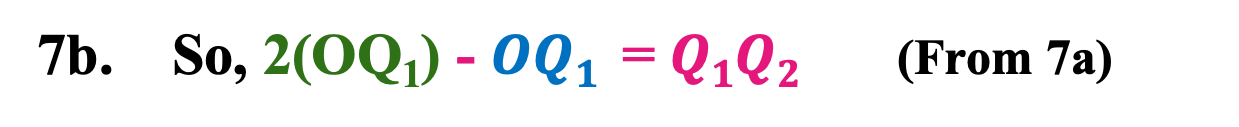 7b. So, 2(OQ₁) - OQ₁ = Q₁Q₂ (From 7a)